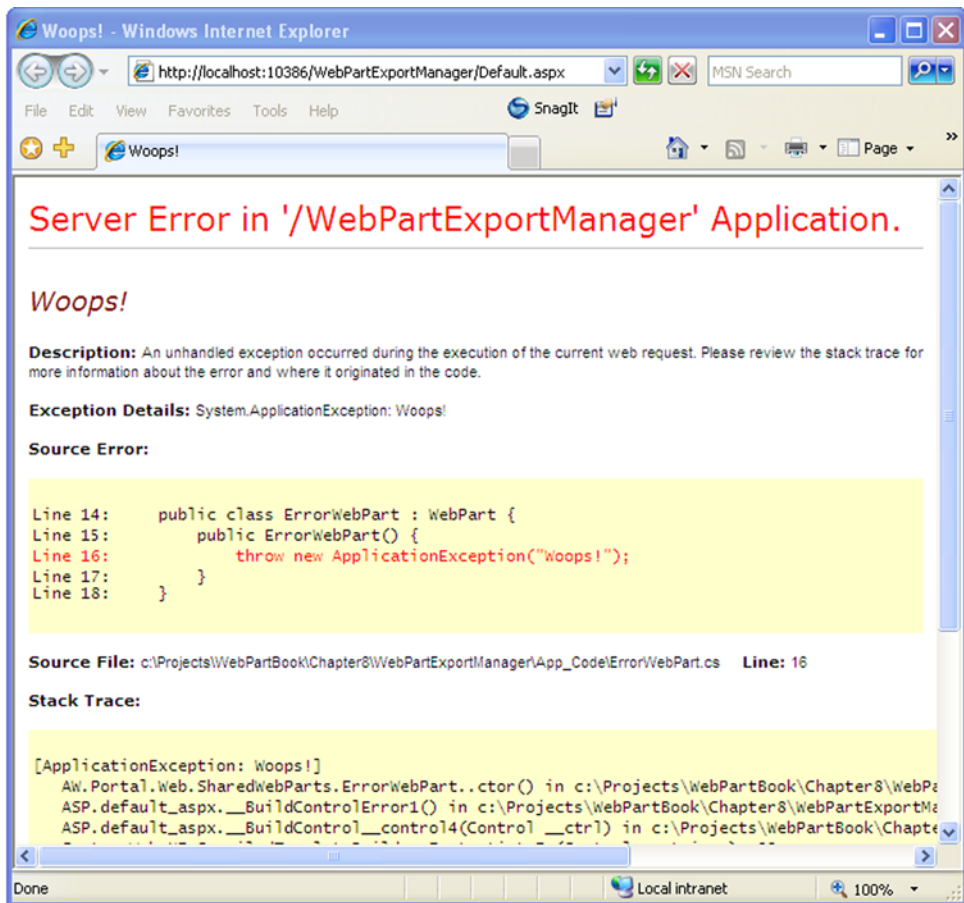 Woops! - Windows Internet Explorer
http://localhost:10386/WebPartExportManager/Default.aspx
MSN Search
File Edit View Favorites Tools Help
SnagIt
Woops!
Page
Server Error in '/WebPartExportManager' Application.
Woops!
Description: An unhandled exception occurred during the execution of the current web request. Please review the stack trace for
more information about the error and where it originated in the code.
Exception Details: System.ApplicationException: Woops!
Source Error:
Line 14:     public class ErrorWebPart : WebPart {
Line 15:         public ErrorWebPart() {
Line 16:             throw new ApplicationException("Woops!");
Line 17:         }
Line 18:     }
Source File: c:\Projects\WebPartBook\Chapter8\WebPartExportManager\App_Code\ErrorWebPart.cs    Line: 16
Stack Trace:
[ApplicationException: Woops!]
AW.Portal.Web.SharedWebParts.ErrorWebPart..ctor() in c:\Projects\WebPartBook\Chapter8\WebPa
ASP.default_aspx.__BuildControlError1() in c:\Projects\WebPartBook\Chapter8\WebPartExportMa
ASP.default_aspx.__BuildControl__control4(Control __ctrl) in c:\Projects\WebPartBook\Chapte
Done
Local intranet
100%